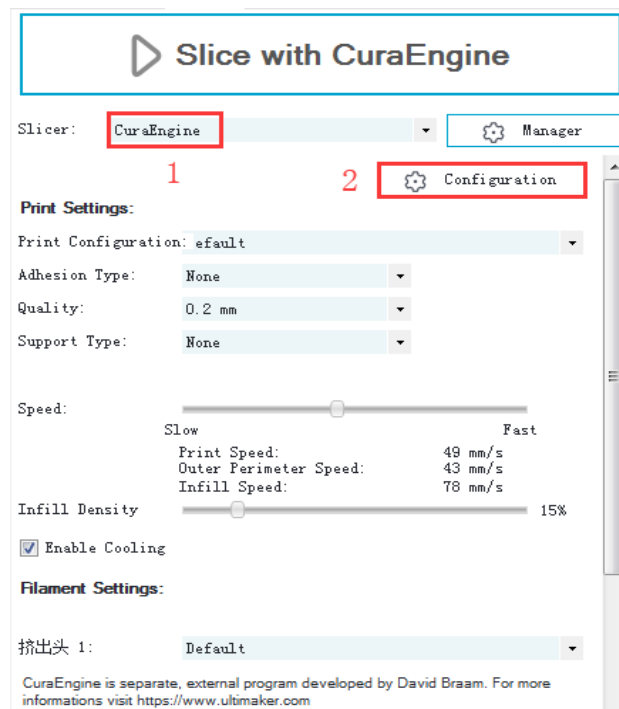 Slice with CuraEngine
Slicer: CuraEngine Manager
1
2 Configuration
Print Settings:
Print Configuration: efault
Adhesion Type: None
Quality: 0.2 mm
Support Type: None
Speed:
Slow Fast
Print Speed: 49 mm/s
Outer Perimeter Speed: 43 mm/s
Infill Speed: 78 mm/s
Infill Density 15%
Enable Cooling
Filament Settings:
挤出头 1: Default
CuraEngine is separate, external program developed by David Braam. For more
informations visit https://www.ultimaker.com